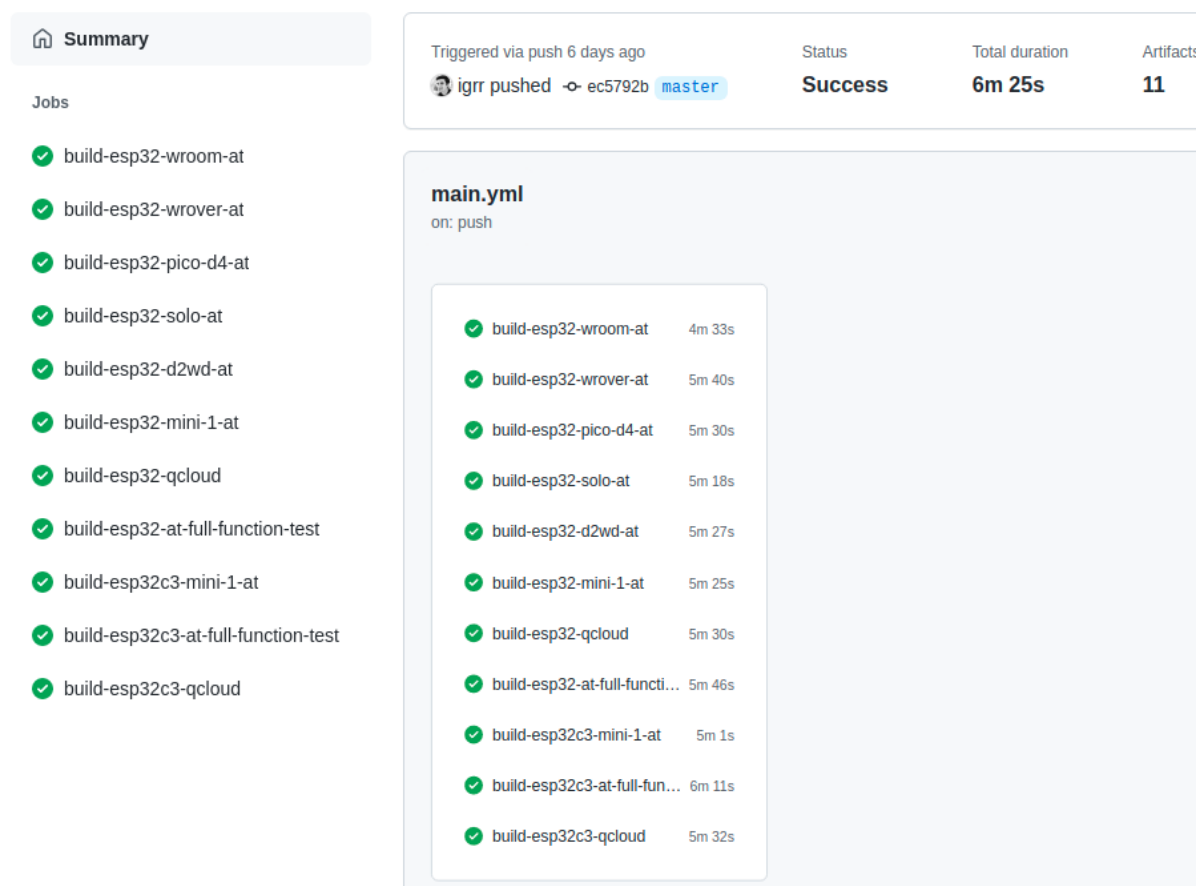 Summary
Jobs
build-esp32-wroom-at
build-esp32-wrover-at
build-esp32-pico-d4-at
build-esp32-solo-at
build-esp32-d2wd-at
build-esp32-mini-1-at
build-esp32-qcloud
build-esp32-at-full-function-test
build-esp32c3-mini-1-at
build-esp32c3-at-full-function-test
build-esp32c3-qcloud
Triggered via push 6 days ago
igrr pushed ec5792b master
Status
Success
Total duration
6m 25s
Artifacts
11
main.yml
on: push
build-esp32-wroom-at 4m 33s
build-esp32-wrover-at 5m 40s
build-esp32-pico-d4-at 5m 30s
build-esp32-solo-at 5m 18s
build-esp32-d2wd-at 5m 27s
build-esp32-mini-1-at 5m 25s
build-esp32-qcloud 5m 30s
build-esp32-at-full-functi... 5m 46s
build-esp32c3-mini-1-at 5m 1s
build-esp32c3-at-full-fun... 6m 11s
build-esp32c3-qcloud 5m 32s